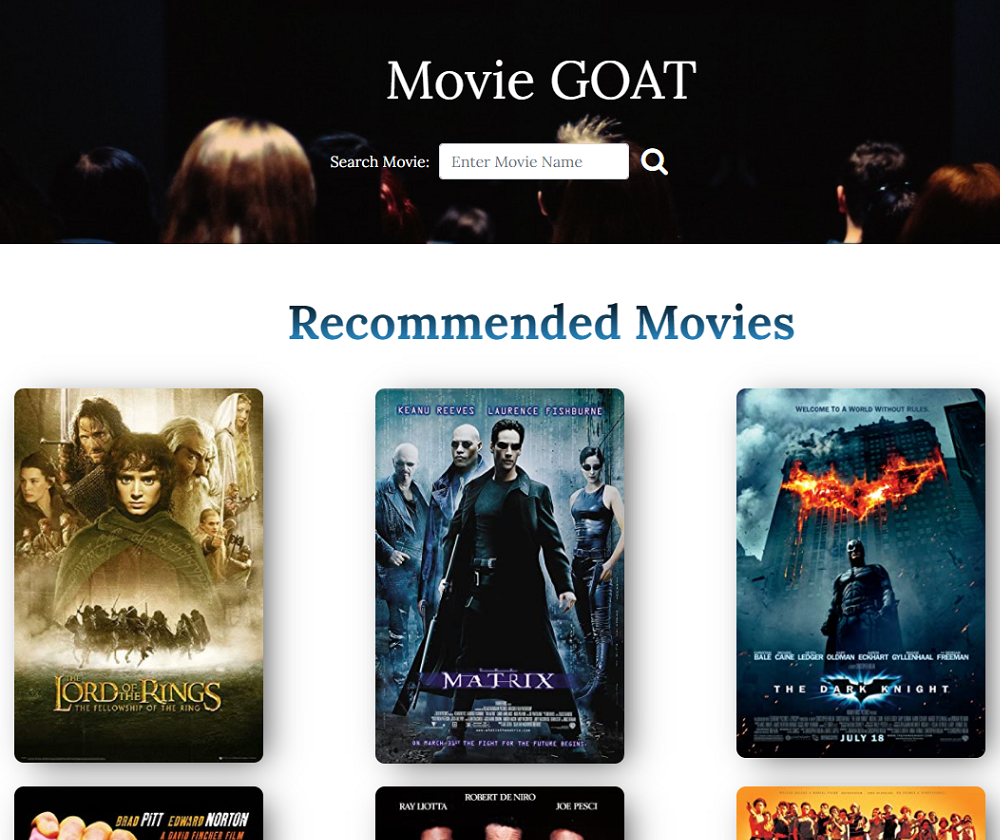 Movie GOAT
Search Movie: Enter Movie Name
Recommended Movies
KEANU REEVES LAURENCE FISHBURNE
WELCOME TO A WORLD WITHOUT RULES.
BALE CAINE LEDGER OLDMAN ECKHART GYLLENHAAL FREEMAN
THE
LORD OF THE RINGS
THE FELLOWSHIP OF THE RING
THE
MATRIX
ON MARCH 31ST THE FIGHT FOR THE FUTURE BEGINS.
THE DARK KNIGHT
JULY 18
BRAD PITT EDWARD NORTON
A DAVID FINCHER FILM
ROBERT DE NIRO
RAY LIOTTA JOE PESCI